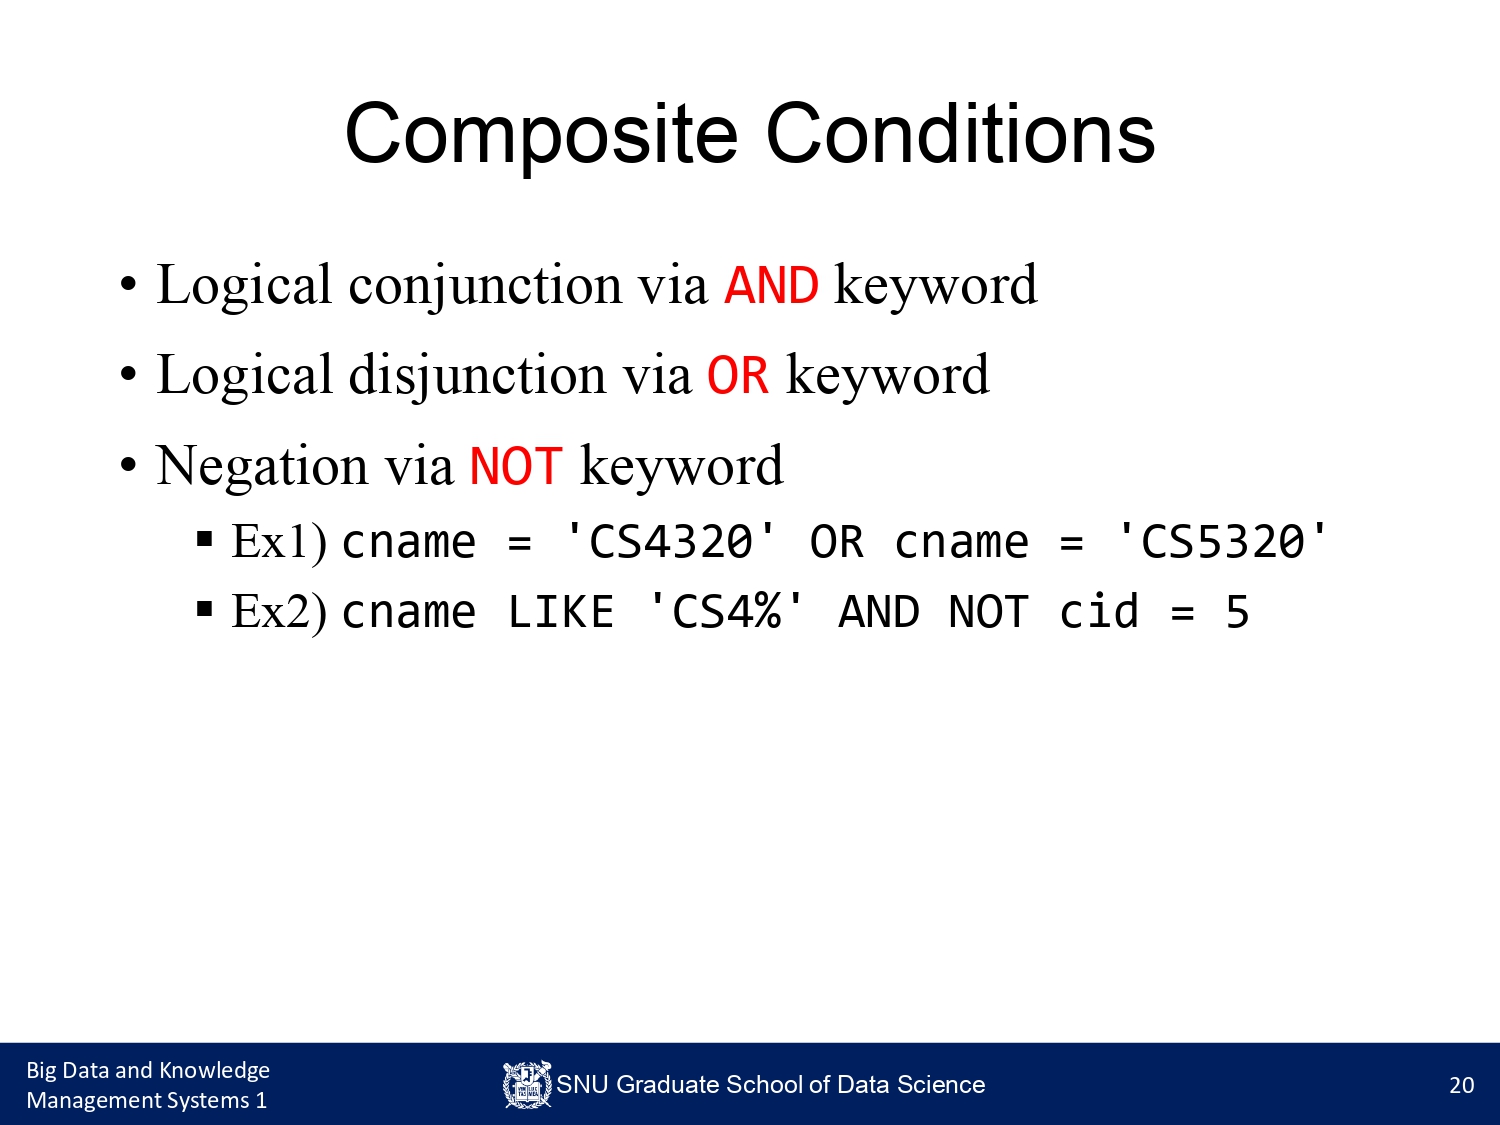 Composite Conditions
• Logical conjunction via AND keyword
• Logical disjunction via OR keyword
• Negation via NOT keyword
▪ Ex1) cname = 'CS4320' OR cname = 'CS5320'
▪ Ex2) cname LIKE 'CS4%' AND NOT cid = 5
Big Data and Knowledge
Management Systems 1
SNU Graduate School of Data Science
20